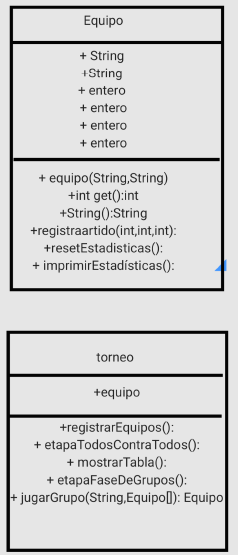 Equipo
+ String
+String
+ entero
+ entero
+ entero
+ entero
+ equipo(String,String)
+int get():int
+String():String
+registraartido(int,int,int):
+resetEstadisticas():
+ imprimirEstadísticas():
torneo
+equipo
+registrarEquipos():
+ etapaTodosContraTodos():
+ mostrarTabla():
+ etapaFaseDeGrupos():
+ jugarGrupo(String,Equipo[]): Equipo